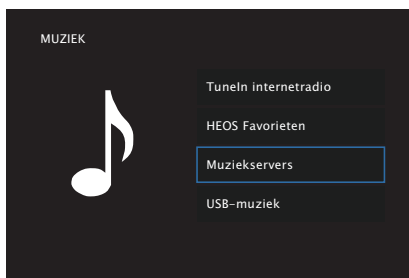 MUZIEK
TuneIn internetradio
HEOS Favorieten
Muziekservers
USB-muziek